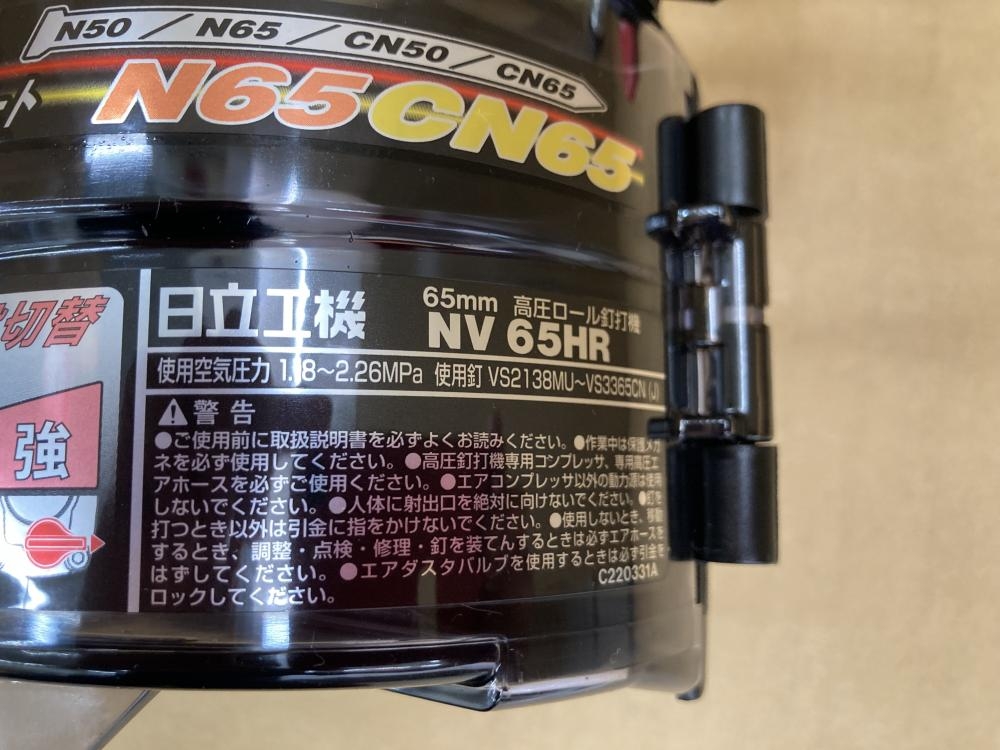 N50 / N65 / CN50 / CN65
ート N65 CN65
切替
強
日立工機 65mm 高圧ロール釘打機
NV 65HR
使用空気圧力 1.18～2.26MPa 使用釘 VS2138MU～VS3365CN (J)
警告
●ご使用前に取扱説明書を必ずよくお読みください。●作業中は保護メガ
ネを必ず使用してください。●高圧釘打機専用コンプレッサ、専用高圧エ
アホースを必ずご使用ください。●エアコンプレッサ以外の動力源は使用
しないでください。●人体に射出口を絶対に向けないでください。●釘を
打つとき以外は引金に指をかけないでください。●使用しないとき、移動
するとき、調整・点検・修理・釘を装てんするときは必ずエアホースを
はずしてください。●エアダスタバルブを使用するときは必ず引金を
ロックしてください。
C220331A